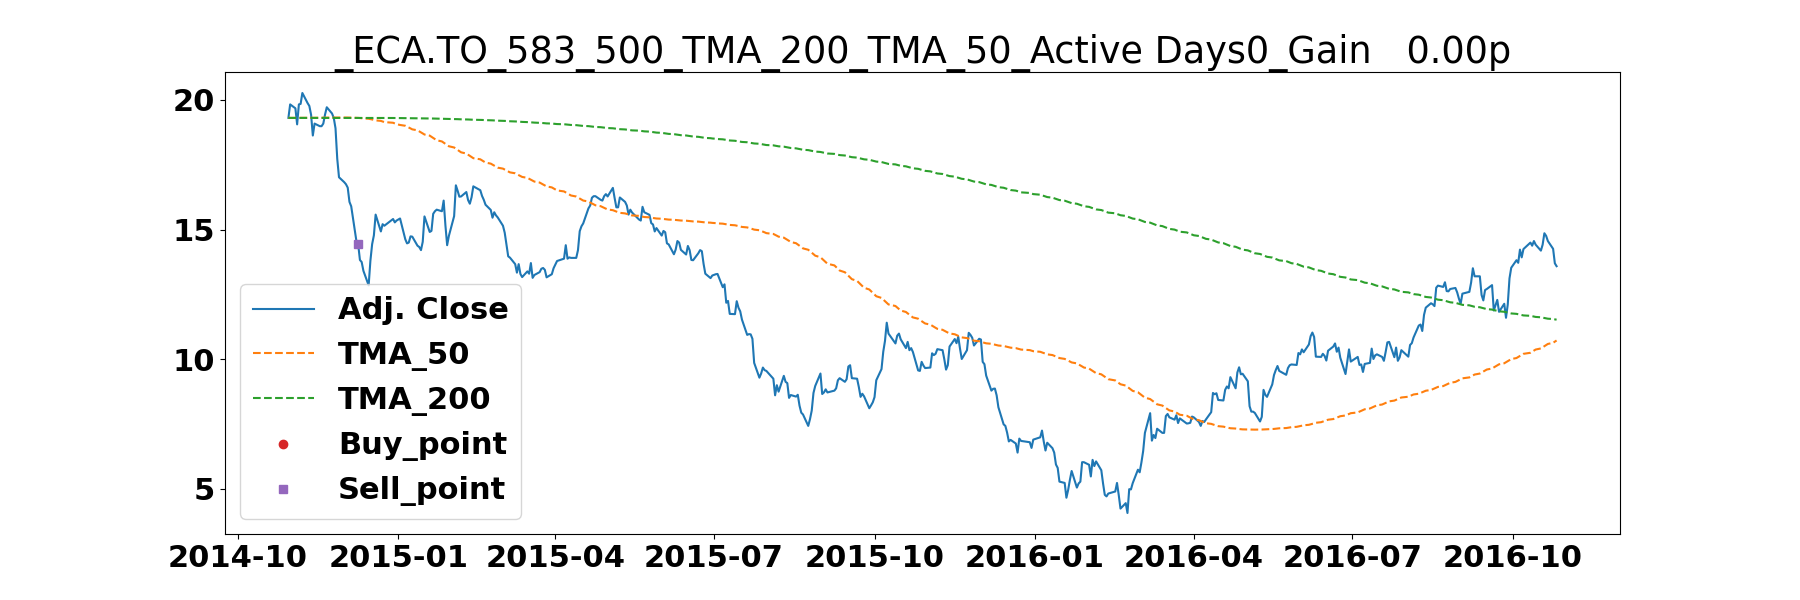 _ECA.TO_583_500_TMA_200_TMA_50_Active Days0_Gain   0.00p
20
15
10
5
Adj. Close
TMA_50
TMA_200
Buy_point
Sell_point
2014-10 2015-01 2015-04 2015-07 2015-10 2016-01 2016-04 2016-07 2016-10